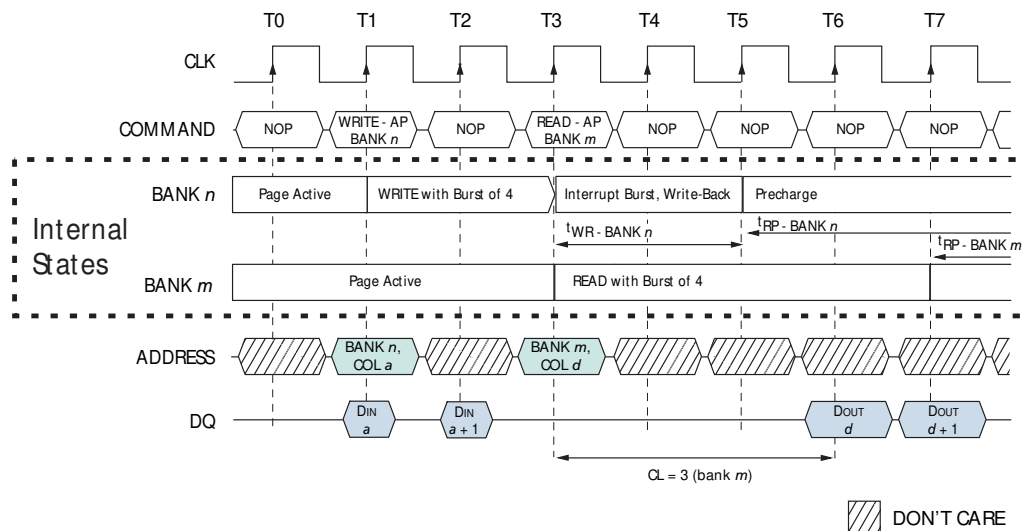 T0 T1 T2 T3 T4 T5 T6 T7
CLK
COMMAND NOP WRITE - AP BANK n NOP READ - AP BANK m NOP NOP NOP NOP
BANK n Page Active WRITE with Burst of 4 Interrupt Burst, Write-Back Precharge
tWR - BANK n tRP - BANK n
tRP - BANK m
Internal
States
BANK m Page Active READ with Burst of 4
ADDRESS BANK n, COL a BANK m, COL d
DQ DIN a DIN a + 1 DOUT d DOUT d + 1
CL = 3 (bank m)
DON'T CARE